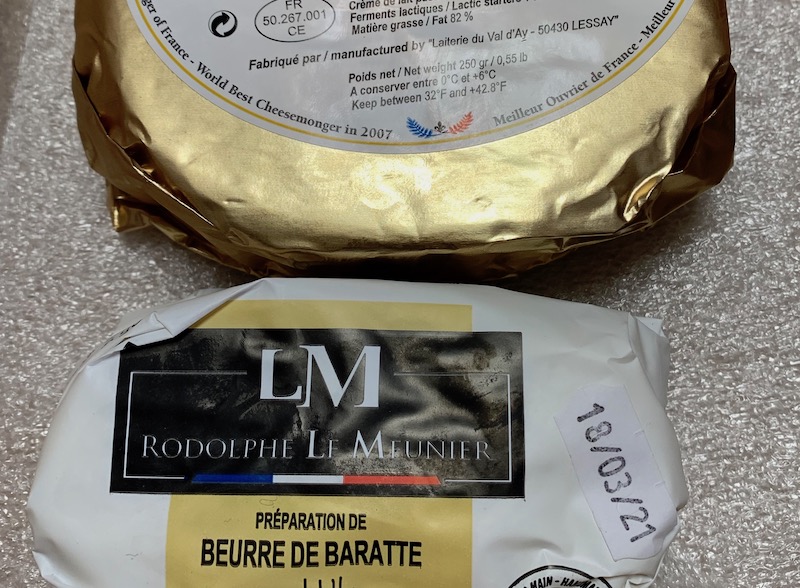 FR
50.267.001
CE
Crème de lait
Ferments lactiques / Lactic starters
Matière grasse / Fat 82 %
Fabriqué par / manufactured by "Laiterie du Val d'Ay - 50430 LESSAY"
Poids net / Net weight 250 gr / 0,55 lb
A conserver entre 0°C et +6°C
Keep between 32°F and +42.8°F
ger of France - World Best Cheesemonger in 2007
Meilleur Ouvrier de France - Meilleur
LM
RODOLPHE LE MEUNIER
18/03/21
PRÉPARATION DE
BEURRE DE BARATTE
MAIN -